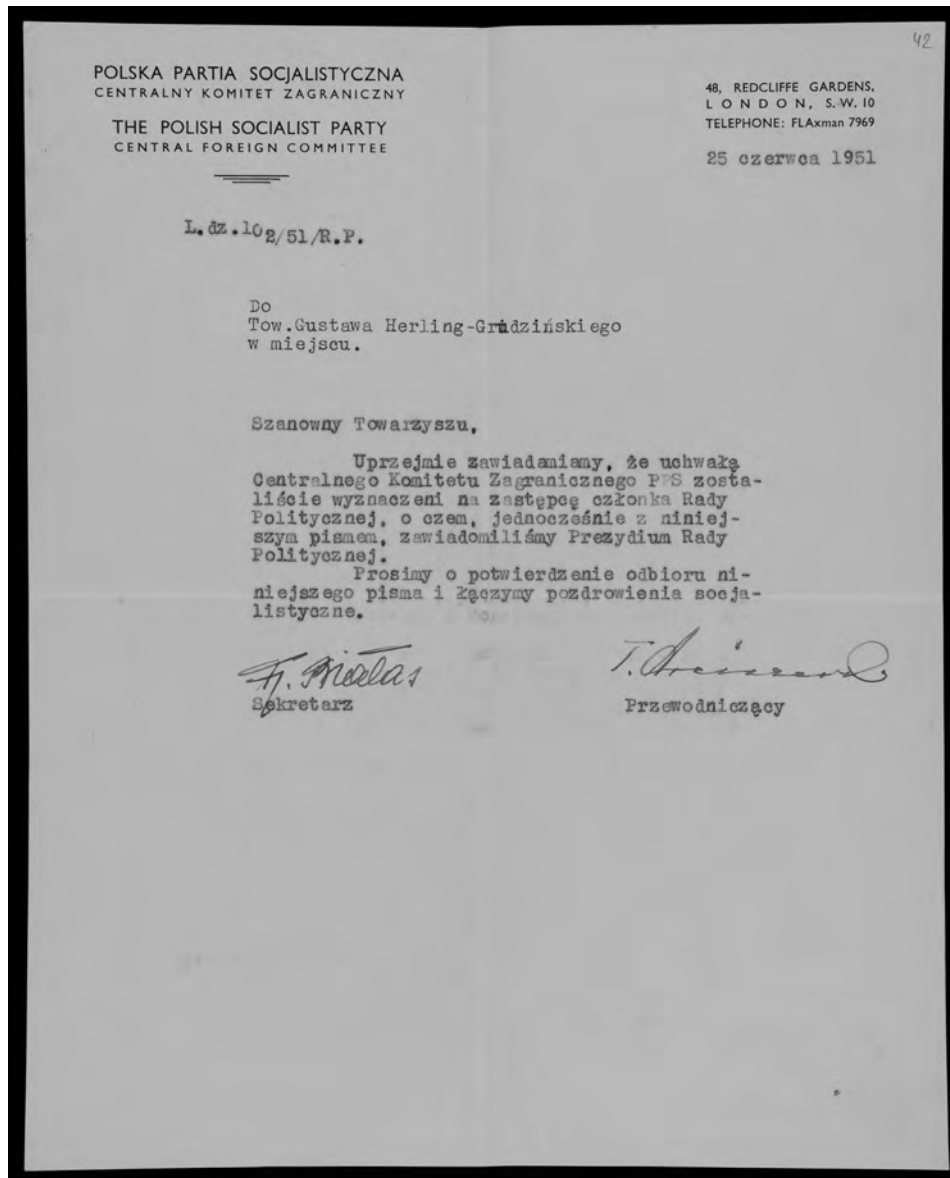 42
POLSKA PARTIA SOCJALISTYCZNA
CENTRALNY KOMITET ZAGRANICZNY
THE POLISH SOCIALIST PARTY
CENTRAL FOREIGN COMMITTEE
48, REDCLIFFE GARDENS,
LONDON, S.W. 10
TELEPHONE: FLAxman 7969
25 czerwca 1951
L.dz.102/51/R.P.
Do
Tow.Gustawa Herling-Grudzińskiego
w miejscu.
Szanowny Towarzyszu,
Uprzejmie zawiadamiamy, że uchwałą
Centralnego Komitetu Zagranicznego PPS zosta-
liście wyznaczeni na zastępcę członka Rady
Politycznej, o czem, jednocześnie z niniej-
szym pismem, zawiadomiliśmy Prezydium Rady
Politycznej.
Prosimy o potwierdzenie odbioru ni-
niejszego pisma i łączymy pozdrowienia socja-
listyczne.
Fr. Białas
Sekretarz
Przewodniczący